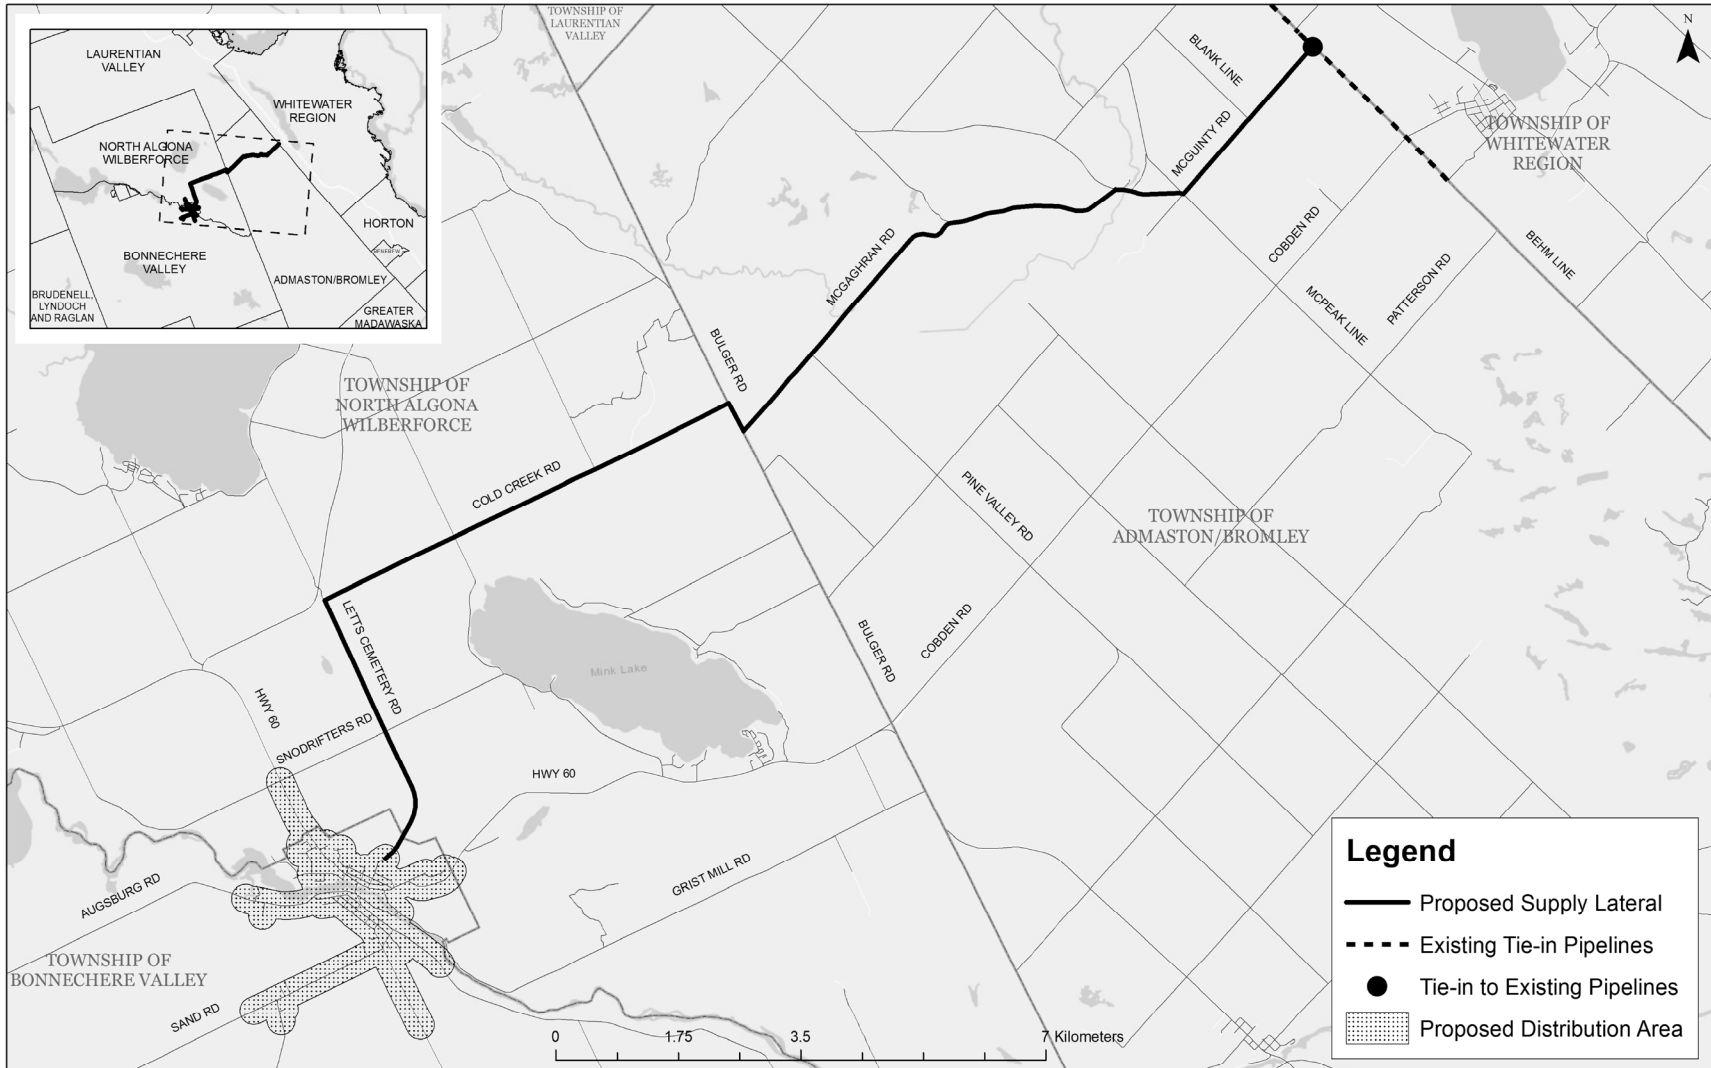 TOWNSHIP OF
LAURENTIAN
VALLEY
N
LAURENTIAN
VALLEY
WHITEWATER
REGION
NORTH ALGONA
WILBERFORCE
HORTON
RENFREW
BONNECHERE
VALLEY
ADMASTON/BROMLEY
BRUDENELL,
LYNDOCH
AND RAGLAN
GREATER
MADAWASKA
BLANK LINE
MCGUINTY RD
TOWNSHIP OF
WHITEWATER
REGION
COBDEN RD
BEHM LINE
MCGAGHRAN RD
PATTERSON RD
MCPEAK LINE
BULGER RD
TOWNSHIP OF
NORTH ALGONA
WILBERFORCE
COLD CREEK RD
PINE VALLEY RD
TOWNSHIP OF
ADMASTON/BROMLEY
LETTS CEMETERY RD
COBDEN RD
BULGER RD
Mink Lake
HWY 60
SNODRIFTERS RD
HWY 60
GRIST MILL RD
AUGSBURG RD
TOWNSHIP OF
BONNECHERE VALLEY
SAND RD
0 1.75 3.5 7 Kilometers
Legend
Proposed Supply Lateral
Existing Tie-in Pipelines
Tie-in to Existing Pipelines
Proposed Distribution Area